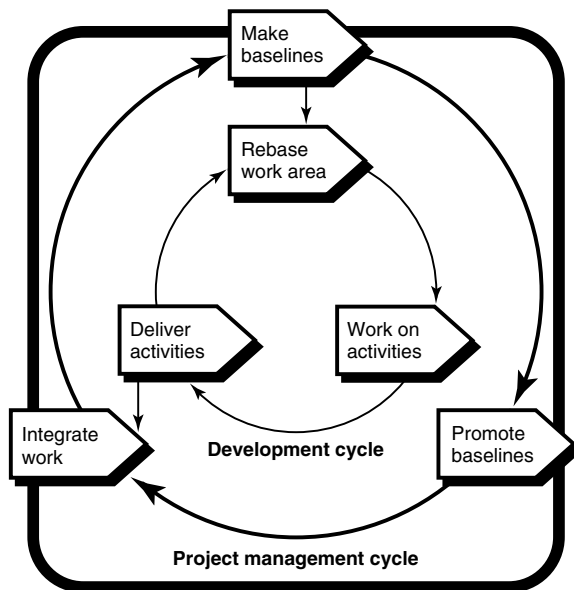 Make
baselines
Rebase
work area
Deliver
activities
Work on
activities
Integrate
work
Development cycle
Promote
baselines
Project management cycle